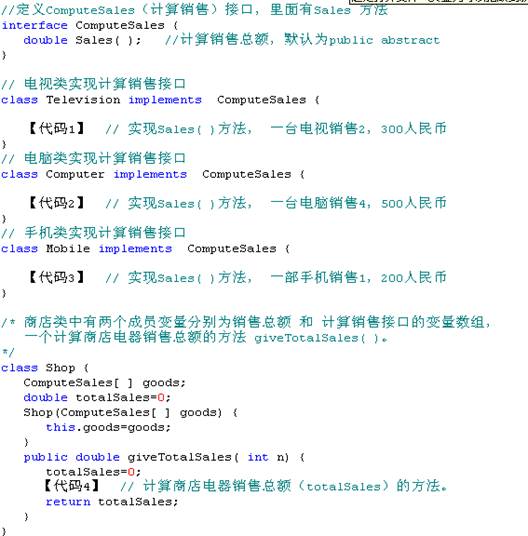 //定义ComputeSales（计算销售）接口，里面有Sales 方法
interface ComputeSales {
double Sales( ); //计算销售总额，默认为public abstract
}
// 电视类实现计算销售接口
class Television implements ComputeSales {
【代码1】 // 实现Sales( )方法， 一台电视销售2，300人民币
}
// 电脑类实现计算销售接口
class Computer implements ComputeSales {
【代码2】 // 实现Sales( )方法， 一台电脑销售4，500人民币
}
// 手机类实现计算销售接口
class Mobile implements ComputeSales {
【代码3】 // 实现Sales( )方法， 一部手机销售1，200人民币
}
/* 商店类中有两个成员变量分别为销售总额 和 计算销售接口的变量数组，
一个计算商店电器销售总额的方法 giveTotalSales( )。
*/
class Shop {
ComputeSales[ ] goods;
double totalSales=0;
Shop(ComputeSales[ ] goods) {
this.goods=goods;
}
public double giveTotalSales( int n) {
totalSales=0;
【代码4】 // 计算商店电器销售总额（totalSales）的方法。
return totalSales;
}
}